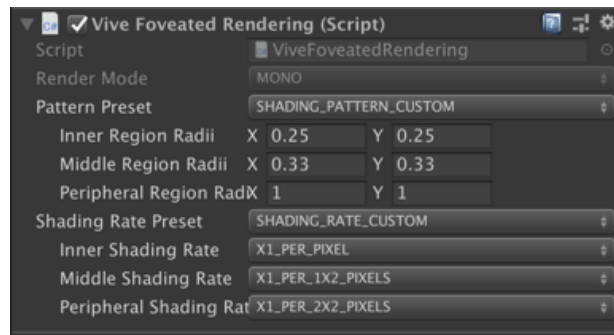 Vive Foveated Rendering (Script)
Script ViveFoveatedRendering
Render Mode MONO
Pattern Preset SHADING_PATTERN_CUSTOM
Inner Region Radii X 0.25 Y 0.25
Middle Region Radii X 0.33 Y 0.33
Peripheral Region Radi X 1 Y 1
Shading Rate Preset SHADING_RATE_CUSTOM
Inner Shading Rate X1_PER_PIXEL
Middle Shading Rate X1_PER_1X2_PIXELS
Peripheral Shading Rat X1_PER_2X2_PIXELS